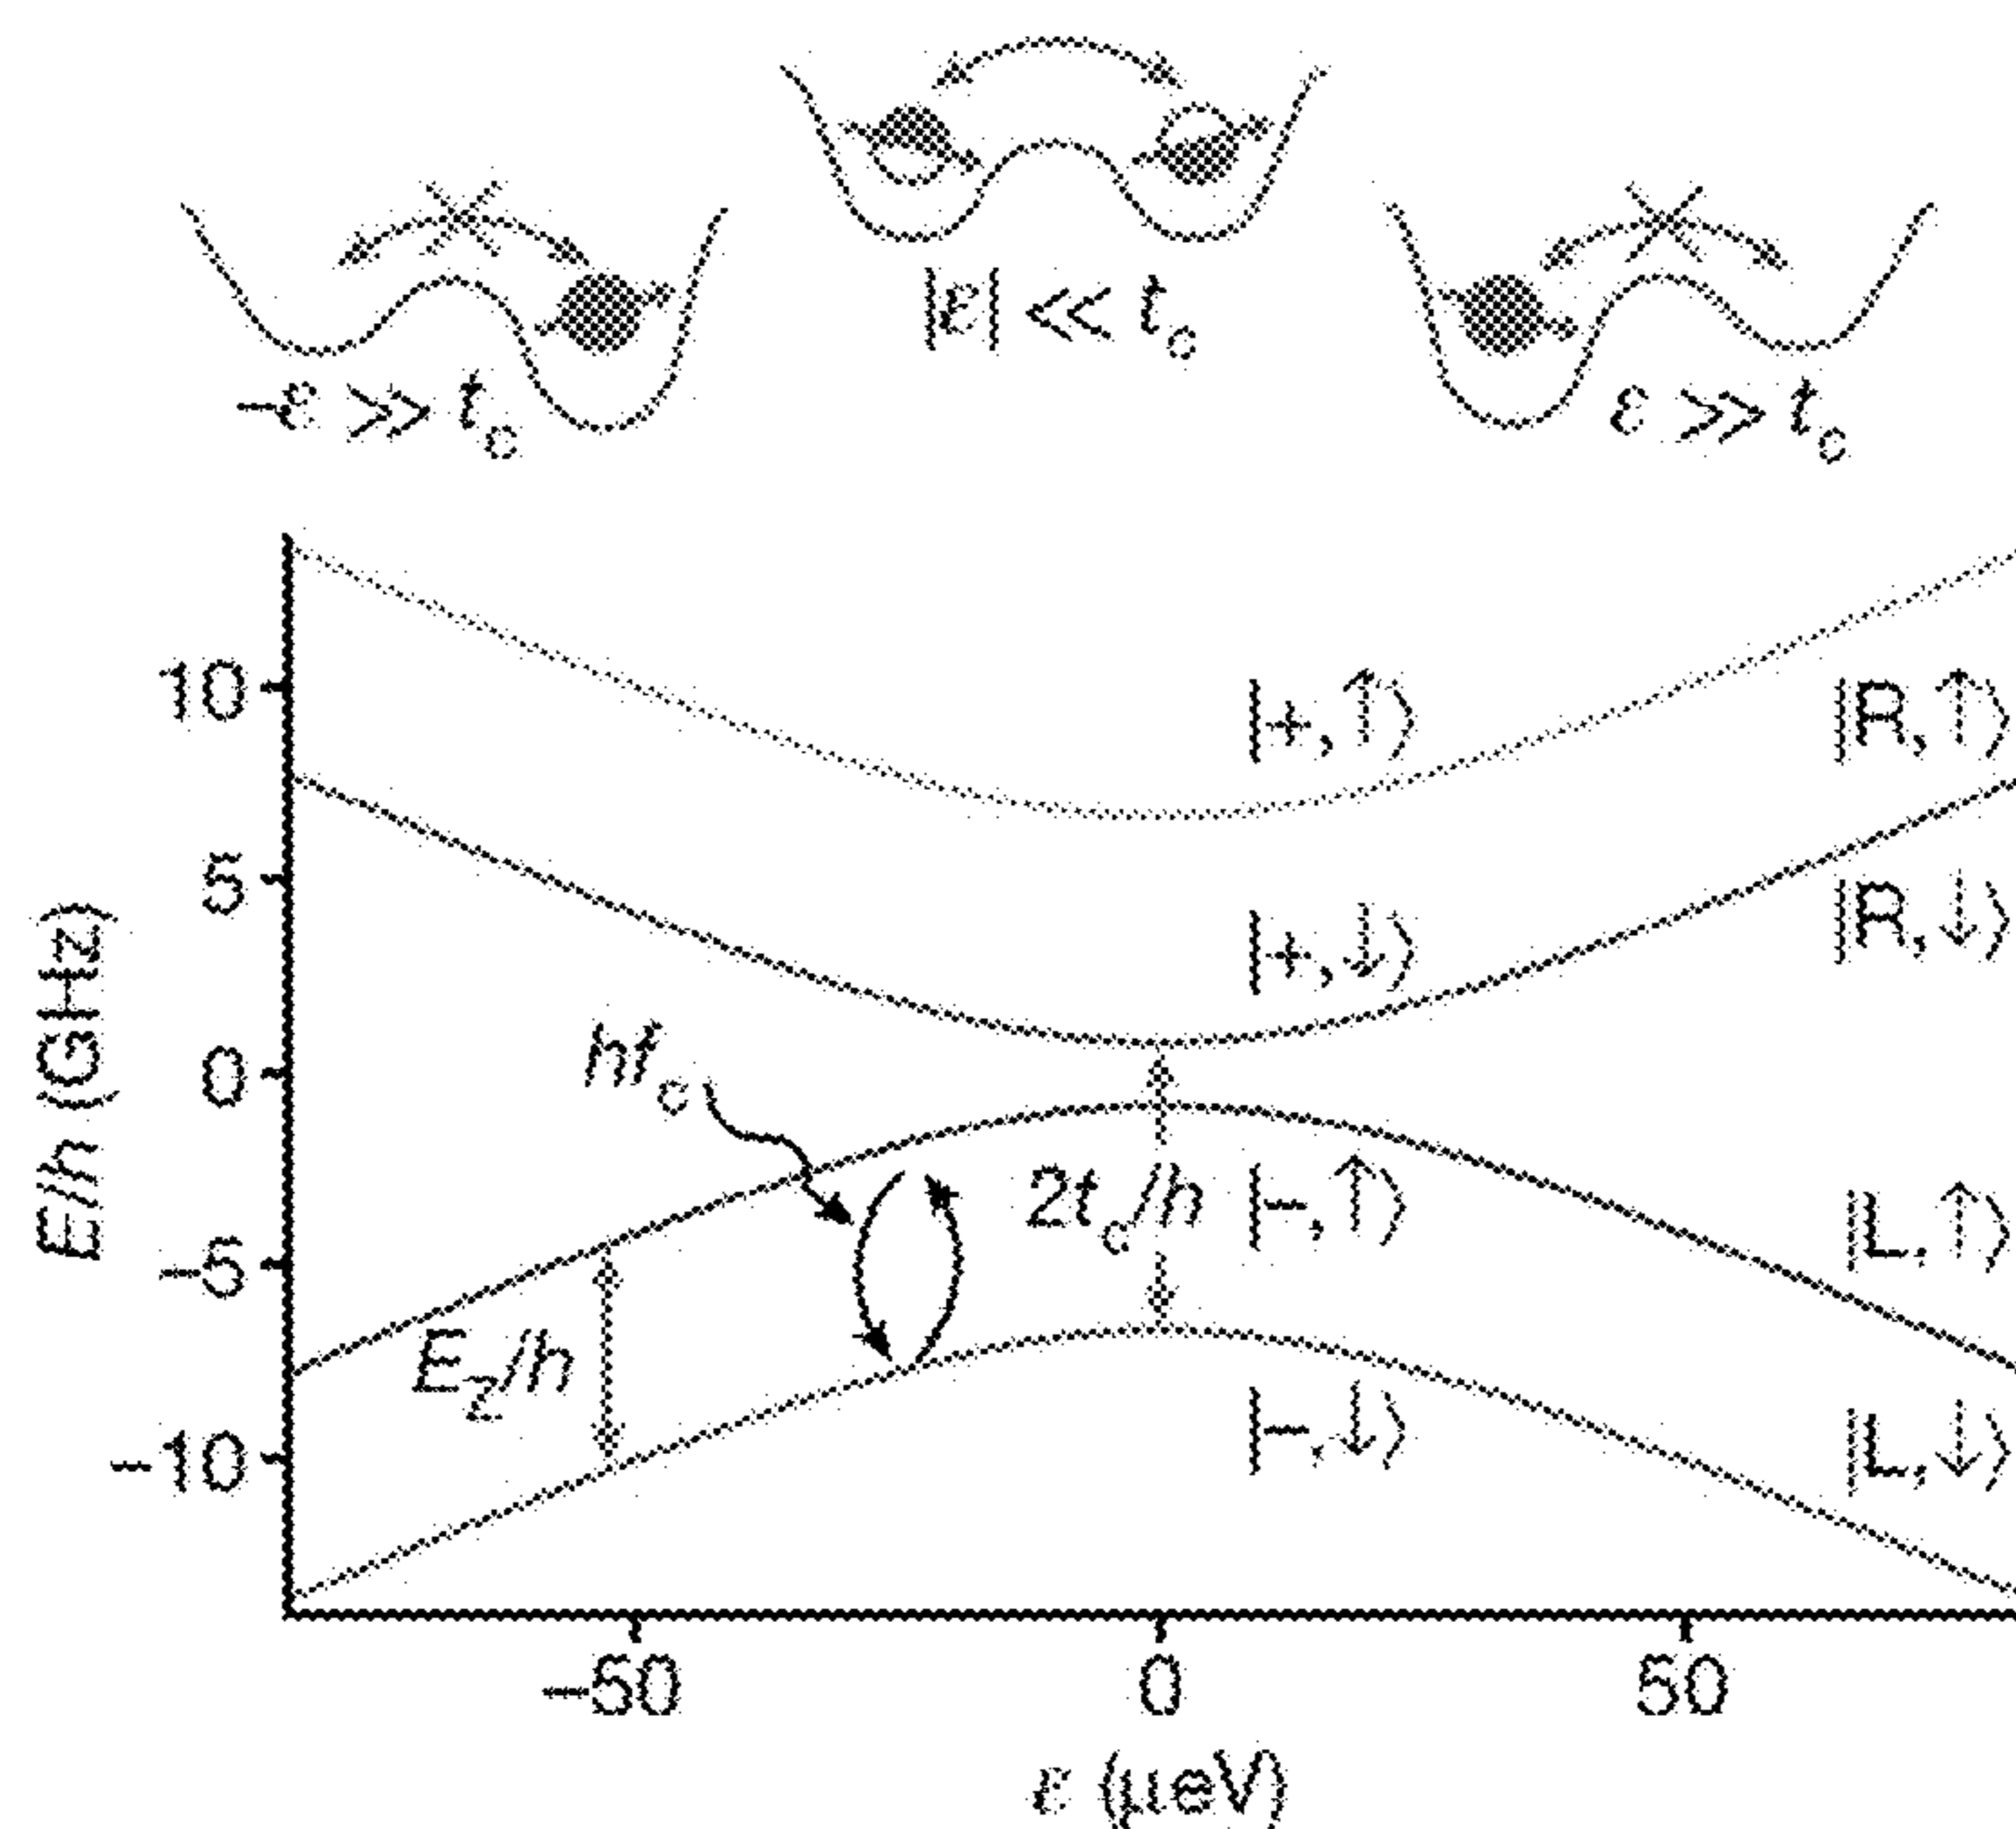 |ε| ≪ t_c
-ε ≫ t_c
ε ≫ t_c
10
5
0
-5
-10
E/h (GHz)
|+,↑⟩
|R,↑⟩
|+,↓⟩
|R,↓⟩
hf_c
2t_c/h
|-,↑⟩
|L,↑⟩
E_Z/h
|-,↓⟩
|L,↓⟩
-50
0
50
ε (μeV)